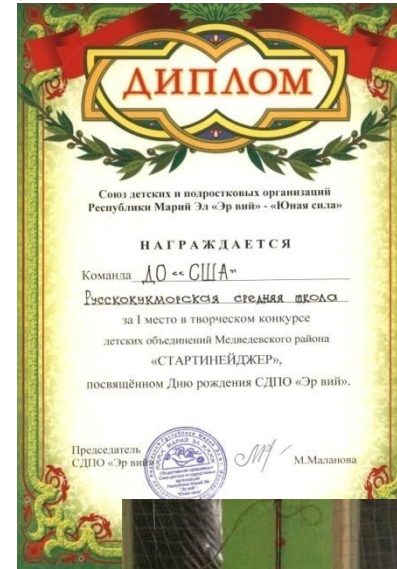 ДИПЛОМ
Союз детских и подростковых организаций
Республики Марий Эл «Эр вий» - «Юная сила»
НАГРАЖДАЕТСЯ
Команда ДО «США»
Русскокукморская средняя школа
за I место в творческом конкурсе
детских объединений Медведевского района
«СТАРТИНЕЙДЖЕР»,
посвящённом Дню рождения СДПО «Эр вий».
Председатель
СДПО «Эр вий»
М.Маланова